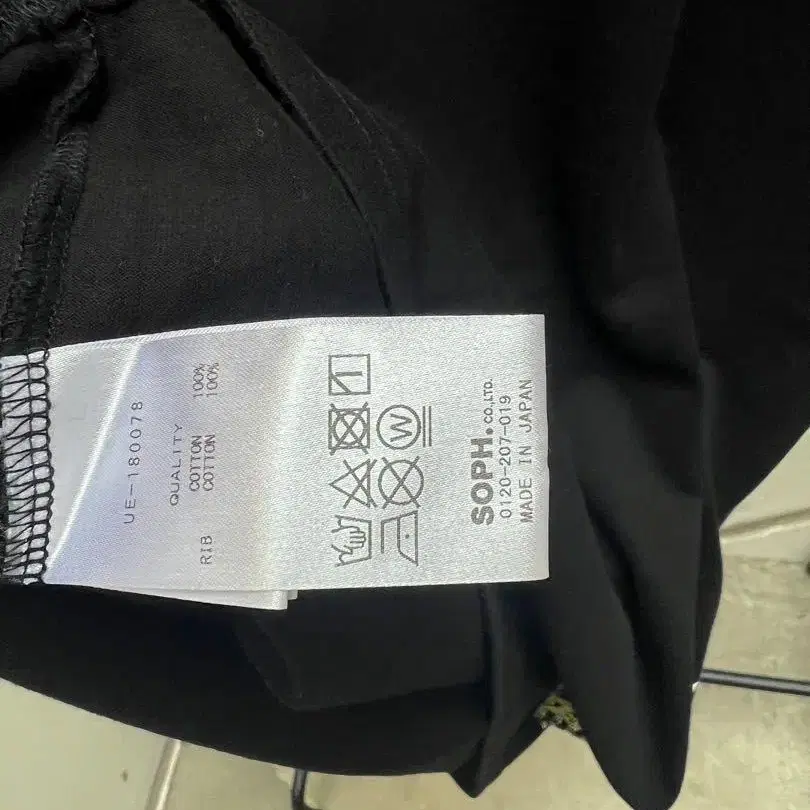 UE-180078
QUALITY
COTTON 100%
RIB COTTON 100%
W
SOPH. CO.,LTD.
0120-207-019
MADE IN JAPAN